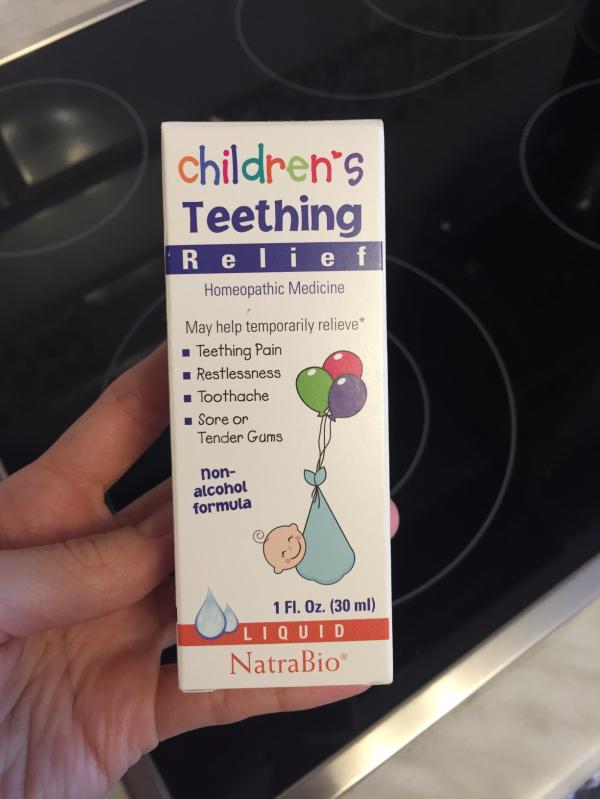 children's
Teething
Relief
Homeopathic Medicine
May help temporarily relieve*
▪ Teething Pain
▪ Restlessness
▪ Toothache
▪ Sore or
Tender Gums
Non-
alcohol
formula
1 Fl. Oz. (30 ml)
LIQUID
NatraBio®